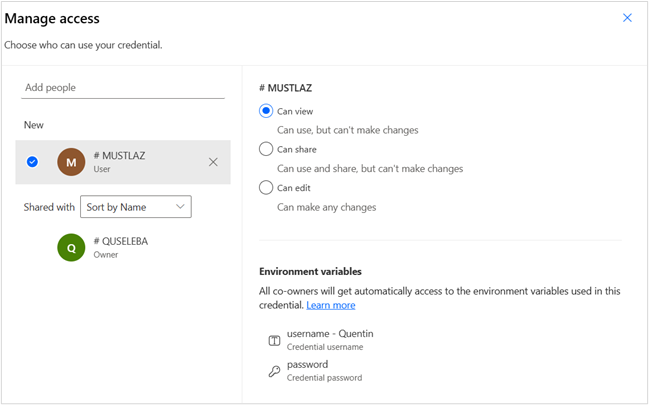 Manage access
Choose who can use your credential.
Add people
New
M
# MUSTLAZ
User
Shared with
Sort by Name
Q
# QUSELEBA
Owner
# MUSTLAZ
Can view
Can use, but can't make changes
Can share
Can use and share, but can't make changes
Can edit
Can make any changes
Environment variables
All co-owners will get automatically access to the environment variables used in this
credential. Learn more
username - Quentin
Credential username
password
Credential password